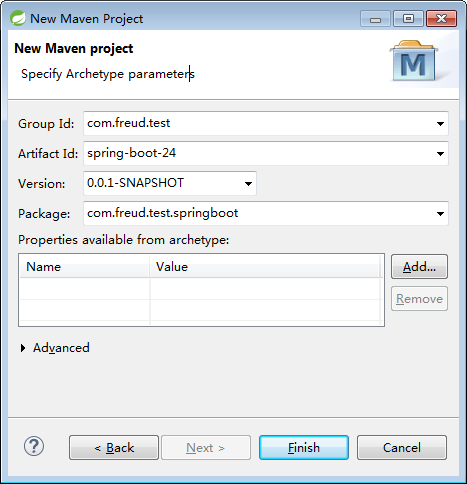 New Maven Project
New Maven project
Specify Archetype parameters
M
Group Id: com.freud.test
Artifact Id: spring-boot-24
Version: 0.0.1-SNAPSHOT
Package: com.freud.test.springboot
Properties available from archetype:
Name Value
Add...
Remove
Advanced
? < Back Next > Finish Cancel